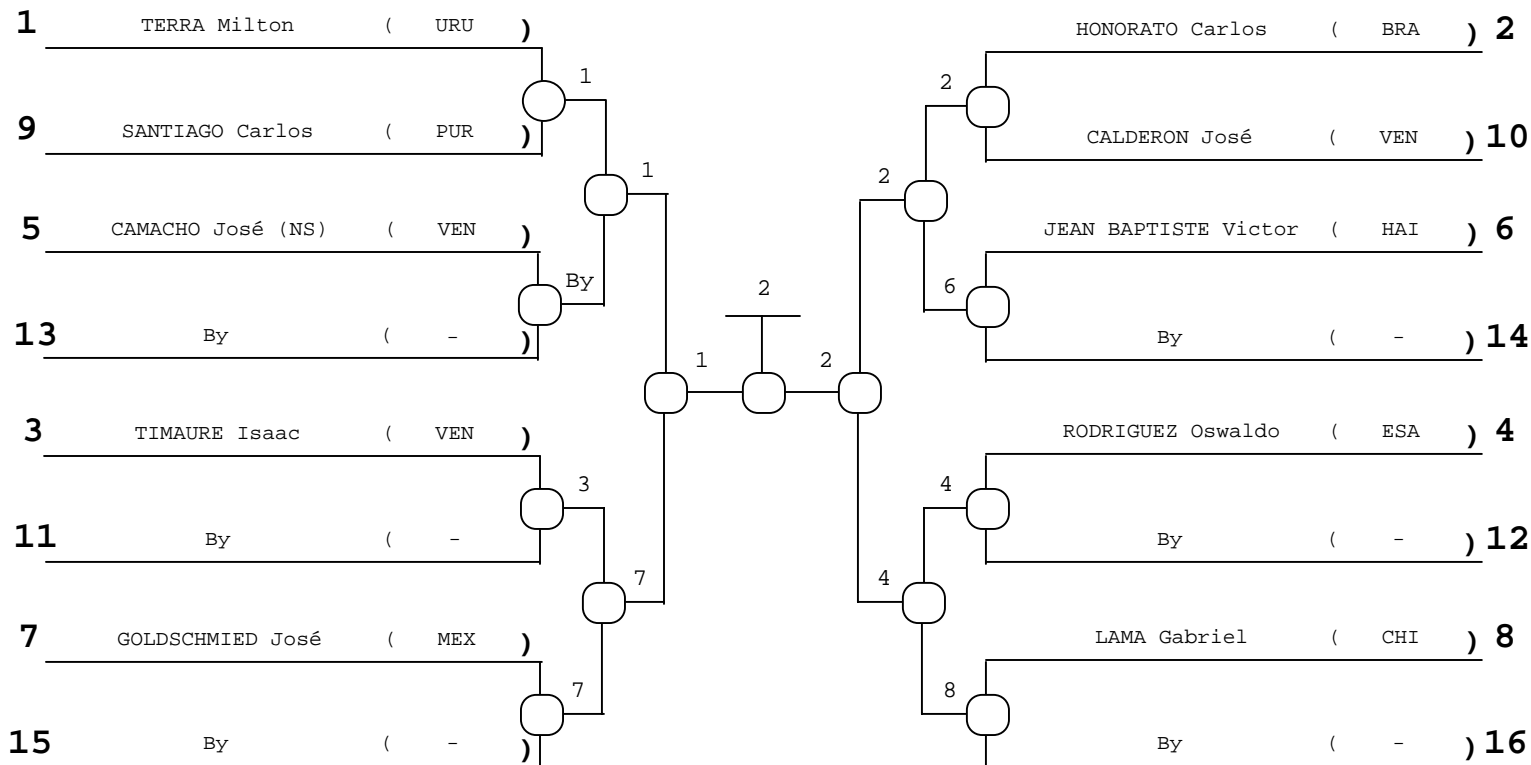 1 TERRA Milton ( URU ) HONORATO Carlos ( BRA ) 2
1 2
9 SANTIAGO Carlos ( PUR ) CALDERON José ( VEN ) 10
1 2
5 CAMACHO José (NS) ( VEN ) JEAN BAPTISTE Victor ( HAI ) 6
By 2 6
13 By ( - ) By ( - ) 14
1 2
3 TIMAURE Isaac ( VEN ) RODRIGUEZ Oswaldo ( ESA ) 4
3 4
11 By ( - By ( - ) 12
7 4
7 GOLDSCHMIED José ( MEX ) LAMA Gabriel ( CHI ) 8
7 8
15 By ( - ) By ( - ) 16